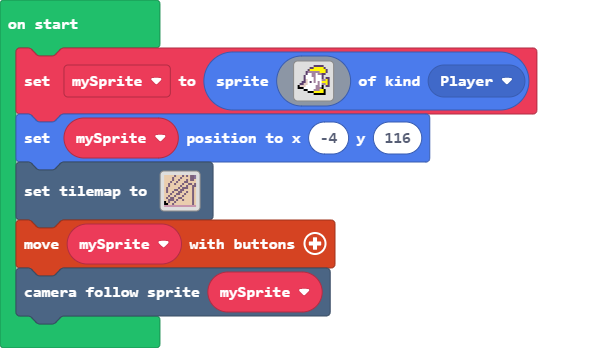 on start
set mySprite to sprite of kind Player
set mySprite position to x -4 y 116
set tilemap to
move mySprite with buttons
camera follow sprite mySprite